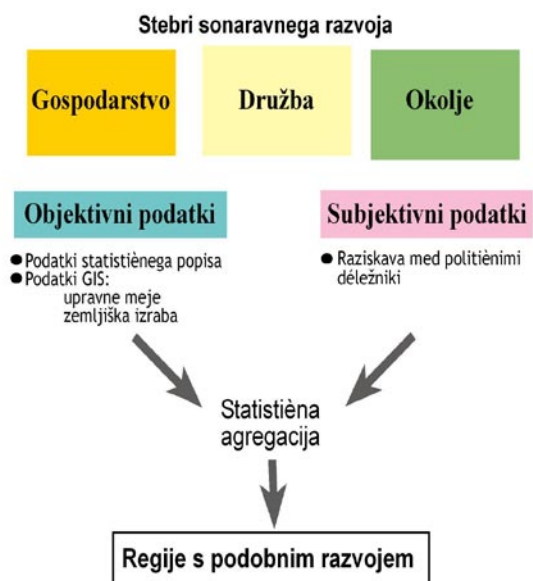 Stebri sonaravnega razvoja
Gospodarstvo
Družba
Okolje
Objektivni podatki
Subjektivni podatki
● Podatki statistiènega popisa
● Podatki GIS:
upravne meje
zemljiška izraba
● Raziskava med politiènimi
déležniki
Statistièna
agregacija
Regije s podobnim razvojem